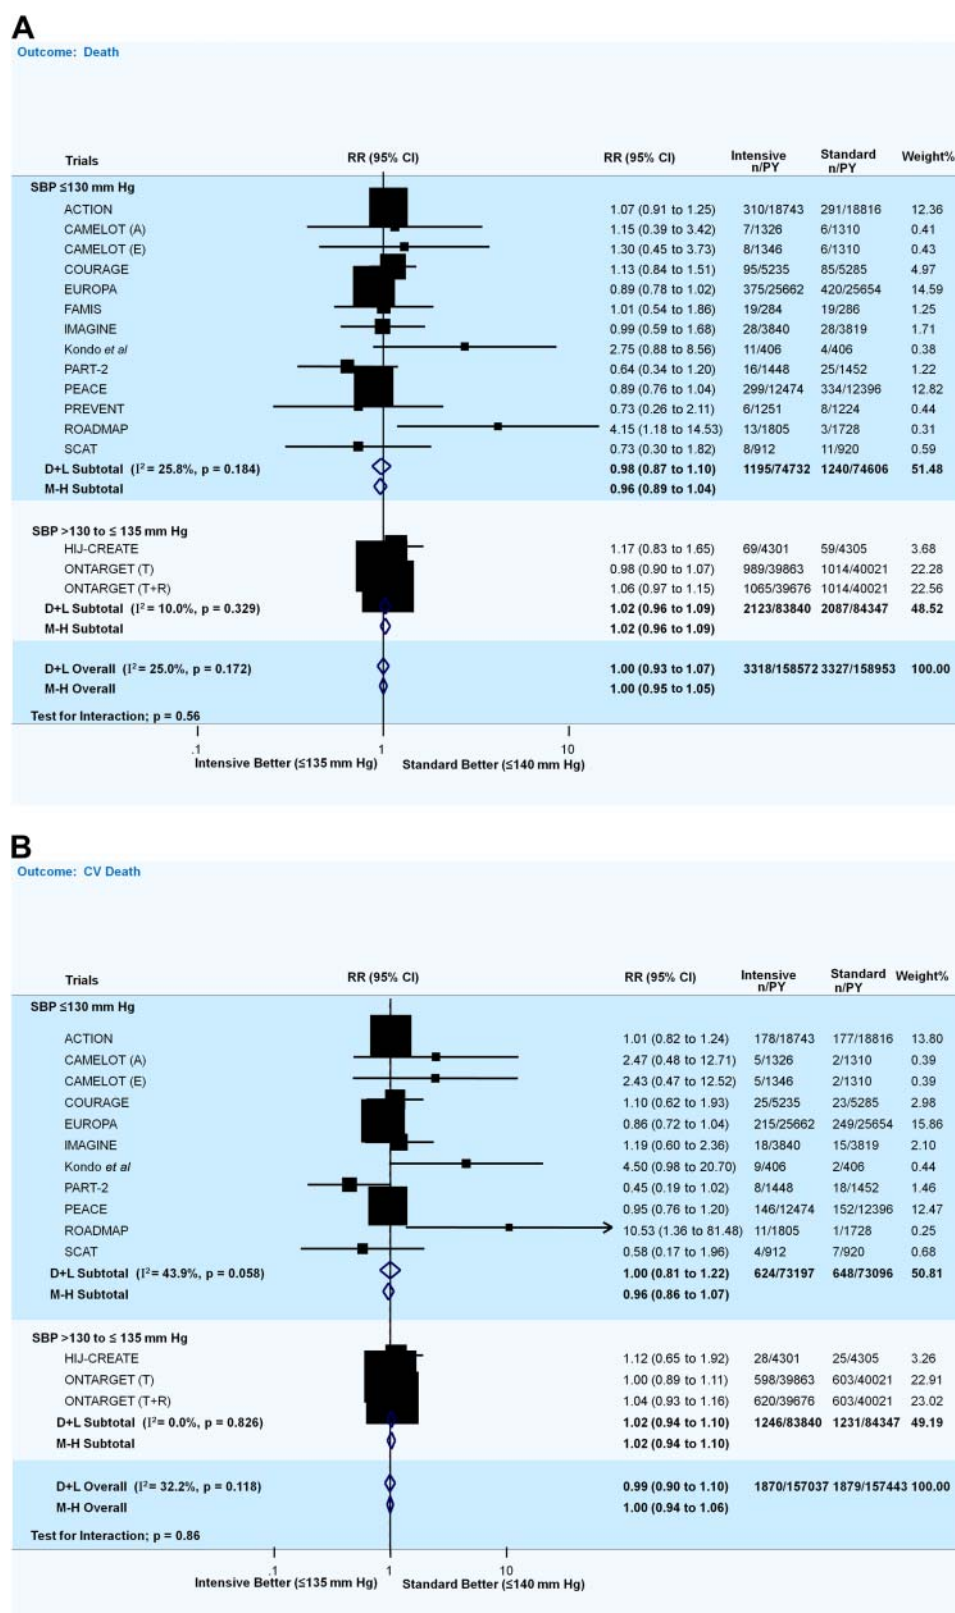 A
Outcome: Death
Trials RR (95% CI) RR (95% CI) Intensive n/PY Standard n/PY Weight%
SBP ≤130 mm Hg
ACTION 1.07 (0.91 to 1.25) 310/18743 291/18816 12.36
CAMELOT (A) 1.15 (0.39 to 3.42) 7/1326 6/1310 0.41
CAMELOT (E) 1.30 (0.45 to 3.73) 8/1346 6/1310 0.43
COURAGE 1.13 (0.84 to 1.51) 95/5235 85/5285 4.97
EUROPA 0.89 (0.78 to 1.02) 375/25662 420/25654 14.59
FAMIS 1.01 (0.54 to 1.86) 19/284 19/286 1.25
IMAGINE 0.99 (0.59 to 1.68) 28/3840 28/3819 1.71
Kondo et al 2.75 (0.88 to 8.56) 11/406 4/406 0.38
PART-2 0.64 (0.34 to 1.20) 16/1448 25/1452 1.22
PEACE 0.89 (0.76 to 1.04) 299/12474 334/12396 12.82
PREVENT 0.73 (0.26 to 2.11) 6/1251 8/1224 0.44
ROADMAP 4.15 (1.18 to 14.53) 13/1805 3/1728 0.31
SCAT 0.73 (0.30 to 1.82) 8/912 11/920 0.59
D+L Subtotal (I² = 25.8%, p = 0.184) 0.98 (0.87 to 1.10) 1195/74732 1240/74606 51.48
M-H Subtotal 0.96 (0.89 to 1.04)
SBP >130 to ≤ 135 mm Hg
HIJ-CREATE 1.17 (0.83 to 1.65) 69/4301 59/4305 3.68
ONTARGET (T) 0.98 (0.90 to 1.07) 989/39863 1014/40021 22.28
ONTARGET (T+R) 1.06 (0.97 to 1.15) 1065/39676 1014/40021 22.56
D+L Subtotal (I² = 10.0%, p = 0.329) 1.02 (0.96 to 1.09) 2123/83840 2087/84347 48.52
M-H Subtotal 1.02 (0.96 to 1.09)
D+L Overall (I² = 25.0%, p = 0.172) 1.00 (0.93 to 1.07) 3318/158572 3327/158953 100.00
M-H Overall 1.00 (0.95 to 1.05)
Test for Interaction; p = 0.56
.1 1 10
Intensive Better (≤135 mm Hg) Standard Better (≤140 mm Hg)
B
Outcome: CV Death
Trials RR (95% CI) RR (95% CI) Intensive n/PY Standard n/PY Weight%
SBP ≤130 mm Hg
ACTION 1.01 (0.82 to 1.24) 178/18743 177/18816 13.80
CAMELOT (A) 2.47 (0.48 to 12.71) 5/1326 2/1310 0.39
CAMELOT (E) 2.43 (0.47 to 12.52) 5/1346 2/1310 0.39
COURAGE 1.10 (0.62 to 1.93) 25/5235 23/5285 2.98
EUROPA 0.86 (0.72 to 1.04) 215/25662 249/25654 15.86
IMAGINE 1.19 (0.60 to 2.36) 18/3840 15/3819 2.10
Kondo et al 4.50 (0.98 to 20.70) 9/406 2/406 0.44
PART-2 0.45 (0.19 to 1.02) 8/1448 18/1452 1.46
PEACE 0.95 (0.76 to 1.20) 146/12474 152/12396 12.47
ROADMAP 10.53 (1.36 to 81.48) 11/1805 1/1728 0.25
SCAT 0.58 (0.17 to 1.96) 4/912 7/920 0.68
D+L Subtotal (I² = 43.9%, p = 0.058) 1.00 (0.81 to 1.22) 624/73197 648/73096 50.81
M-H Subtotal 0.96 (0.86 to 1.07)
SBP >130 to ≤ 135 mm Hg
HIJ-CREATE 1.12 (0.65 to 1.92) 28/4301 25/4305 3.26
ONTARGET (T) 1.00 (0.89 to 1.11) 598/39863 603/40021 22.91
ONTARGET (T+R) 1.04 (0.93 to 1.16) 620/39676 603/40021 23.02
D+L Subtotal (I² = 0.0%, p = 0.826) 1.02 (0.94 to 1.10) 1246/83840 1231/84347 49.19
M-H Subtotal 1.02 (0.94 to 1.10)
D+L Overall (I² = 32.2%, p = 0.118) 0.99 (0.90 to 1.10) 1870/157037 1879/157443 100.00
M-H Overall 1.00 (0.94 to 1.06)
Test for Interaction; p = 0.86
.1 1 10
Intensive Better (≤135 mm Hg) Standard Better (≤140 mm Hg)